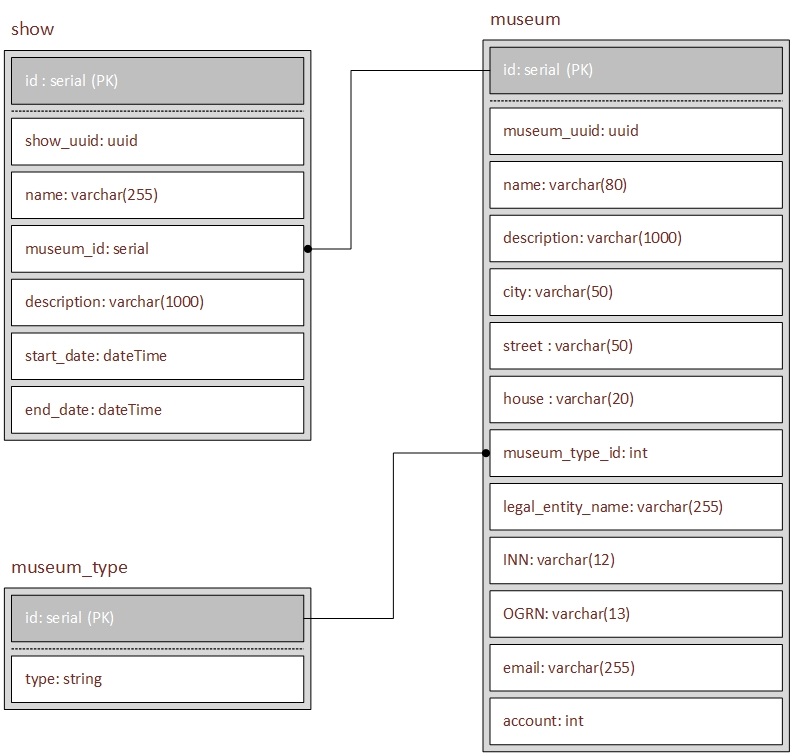 show
id : serial (PK)
show_uuid: uuid
name: varchar(255)
museum_id: serial
description: varchar(1000)
start_date: dateTime
end_date: dateTime
museum_type
id: serial (PK)
type: string
museum
id: serial (PK)
museum_uuid: uuid
name: varchar(80)
description: varchar(1000)
city: varchar(50)
street : varchar(50)
house : varchar(20)
museum_type_id: int
legal_entity_name: varchar(255)
INN: varchar(12)
OGRN: varchar(13)
email: varchar(255)
account: int